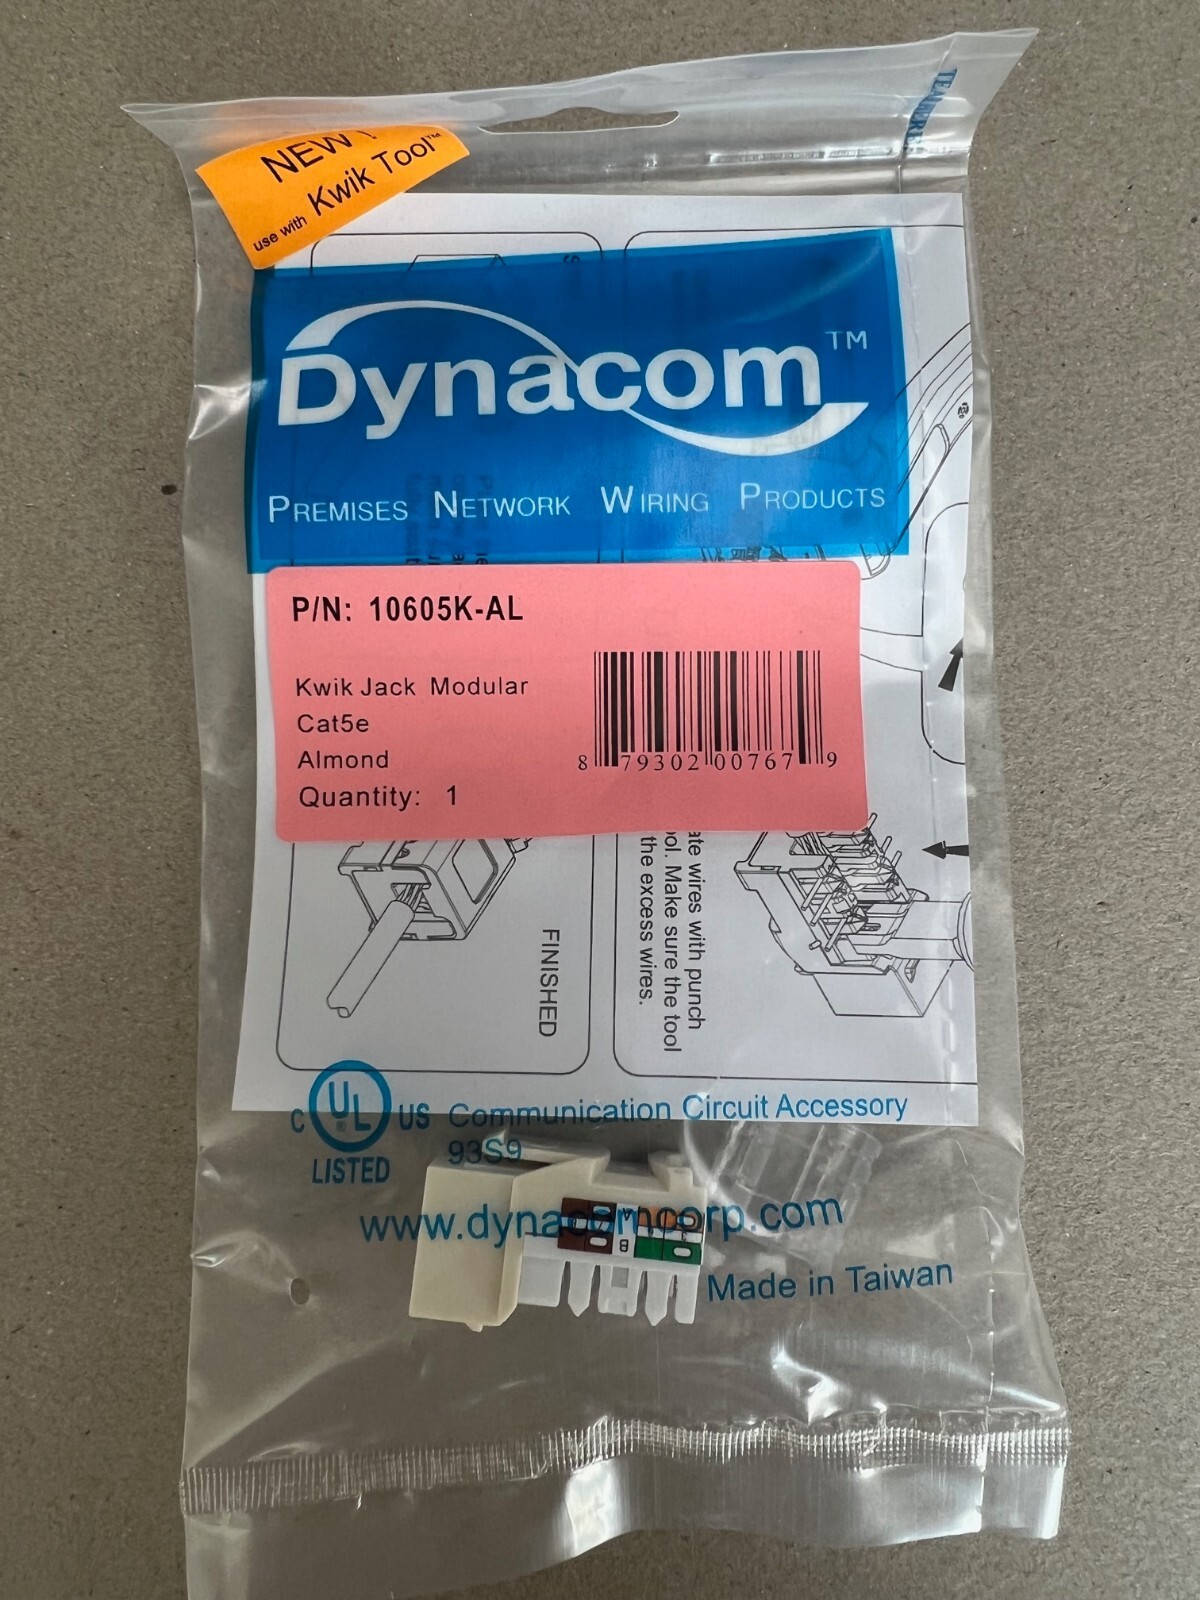 NEW !
use with Kwik Tool™
Dynacom™
PREMISES NETWORK WIRING PRODUCTS
P/N: 10605K-AL
Kwik Jack Modular
Cat5e
Almond
Quantity: 1
8 79302 00767 9
ate wires with punch
ol. Make sure the tool
the excess wires.
FINISHED
C UL US Communication Circuit Accessory
LISTED 93S9
www.dynacomcorp.com
Made in Taiwan